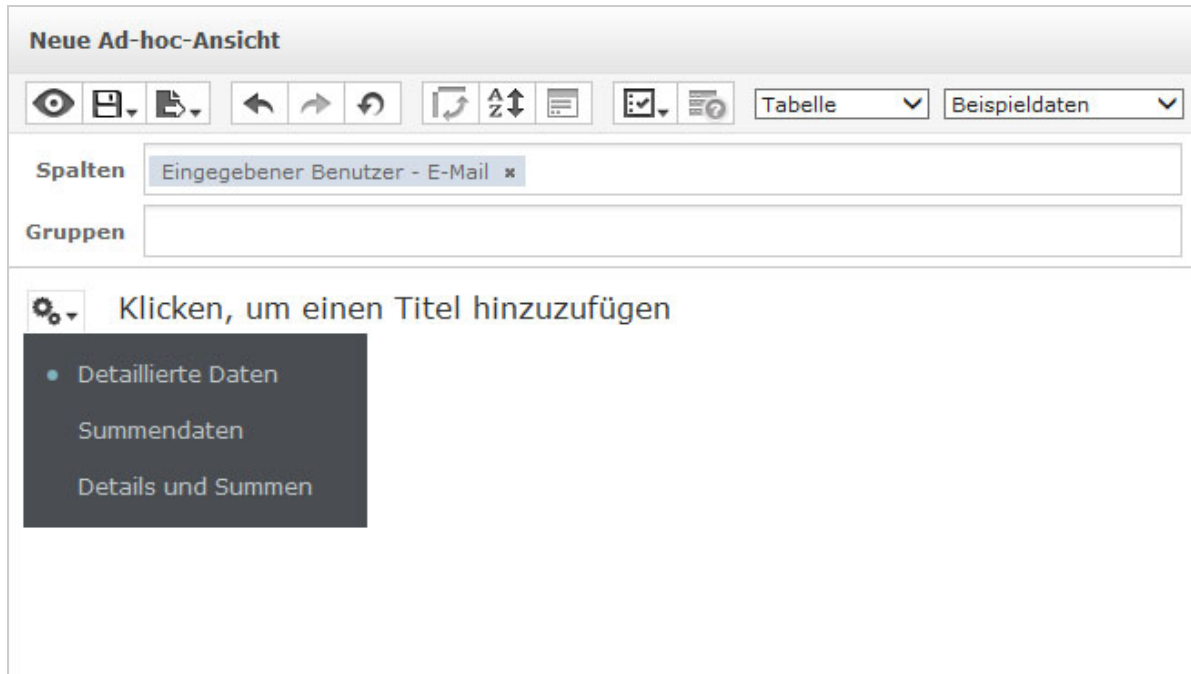 Neue Ad-hoc-Ansicht
A Z Tabelle Beispieldaten
Spalten Eingegebener Benutzer - E-Mail ×
Gruppen
Klicken, um einen Titel hinzuzufügen
• Detaillierte Daten
Summendaten
Details und Summen